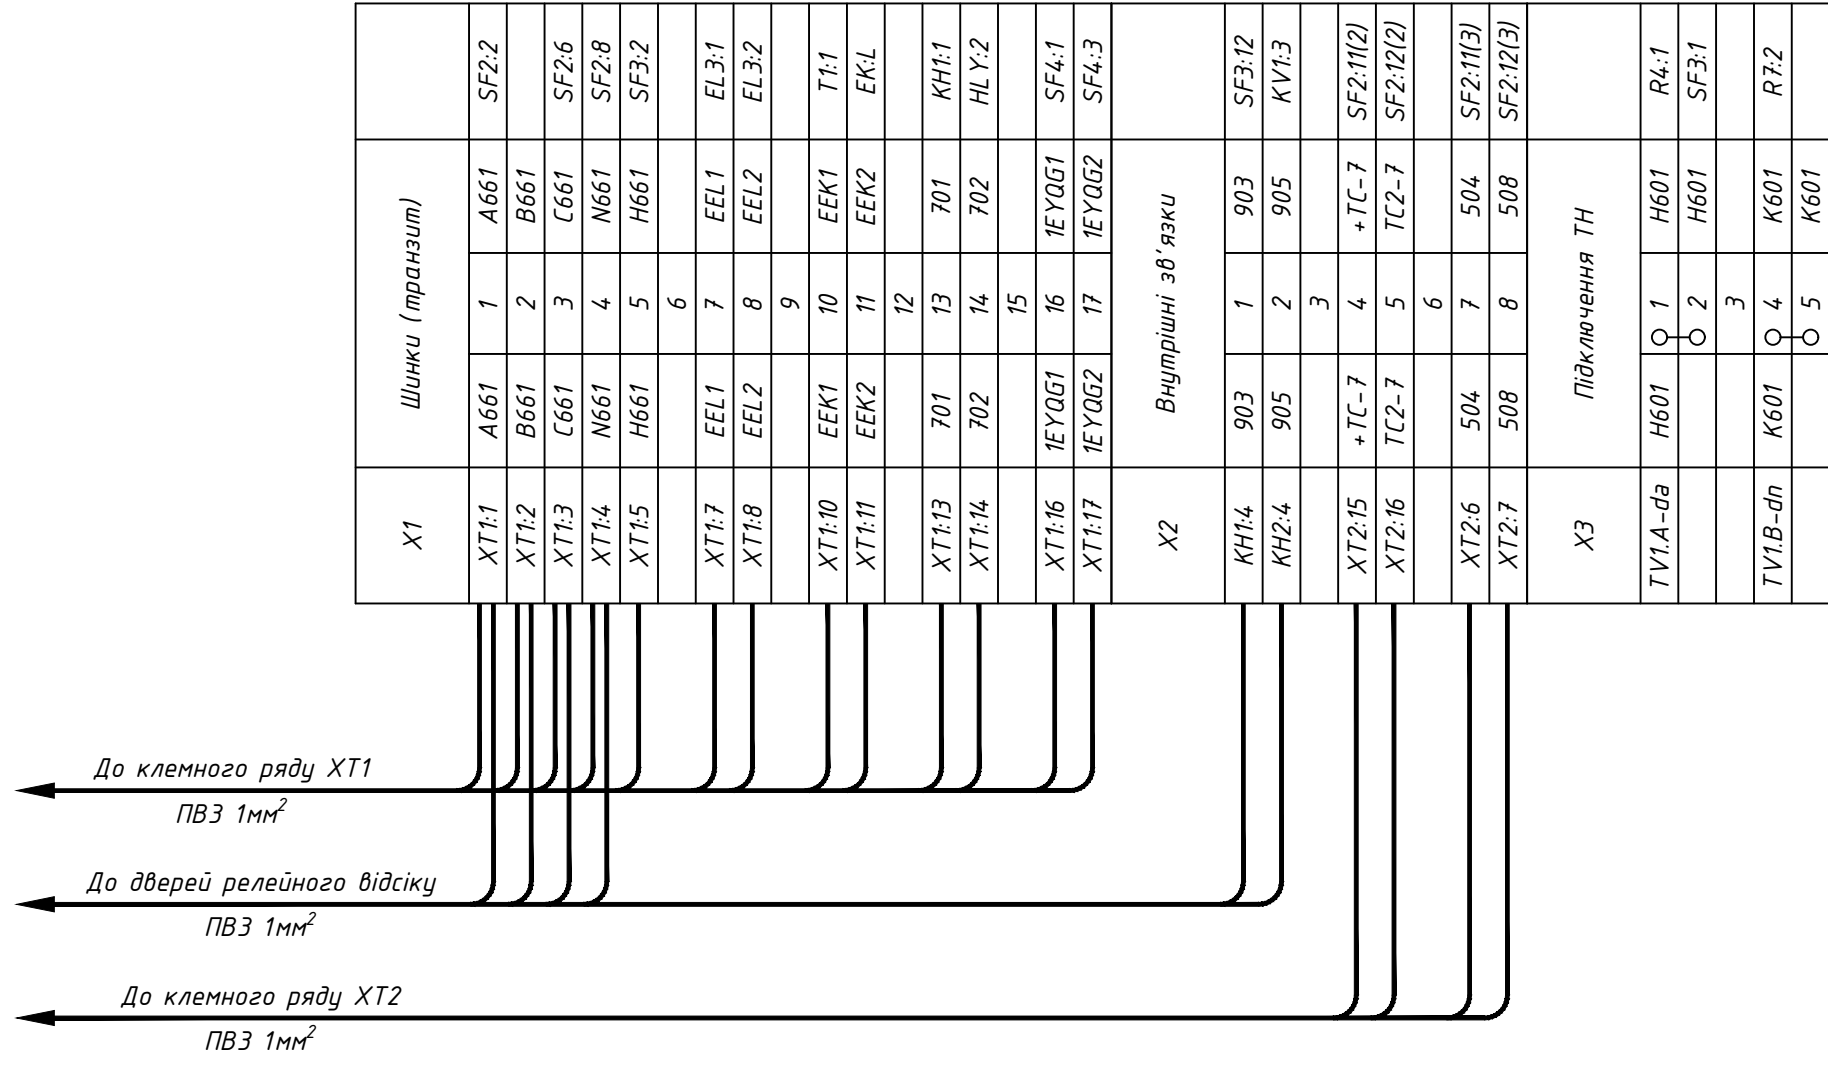 X1 Шинки (транзит)
XT1:1 A661 1 A661 SF2:2
XT1:2 B661 2 B661
XT1:3 C661 3 C661 SF2:6
XT1:4 N661 4 N661 SF2:8
XT1:5 H661 5 H661 SF3:2
6
XT1:7 EEL1 7 EEL1 EL3:1
XT1:8 EEL2 8 EEL2 EL3:2
9
XT1:10 EEK1 10 EEK1 T1:1
XT1:11 EEK2 11 EEK2 EK:L
12
XT1:13 701 13 701 KH1:1
XT1:14 702 14 702 HLY:2
15
XT1:16 1EYQG1 16 1EYQG1 SF4:1
XT1:17 1EYQG2 17 1EYQG2 SF4:3
X2 Внутрішні зв'язки
KH1:4 903 1 903 SF3:12
KH2:4 905 2 905 KV1:3
3
XT2:15 +TC-7 4 +TC-7 SF2:11(2)
XT2:16 TC2-7 5 TC2-7 SF2:12(2)
6
XT2:6 504 7 504 SF2:11(3)
XT2:7 508 8 508 SF2:12(3)
X3 Підключення ТН
TV1.A-da H601 1 H601 R4:1
2 H601 SF3:1
3
TV1.B-dn K601 4 K601 R7:2
5 K601
До клемного ряду XT1
ПВ3 1мм²
До дверей релейного відсіку
ПВ3 1мм²
До клемного ряду XT2
ПВ3 1мм²